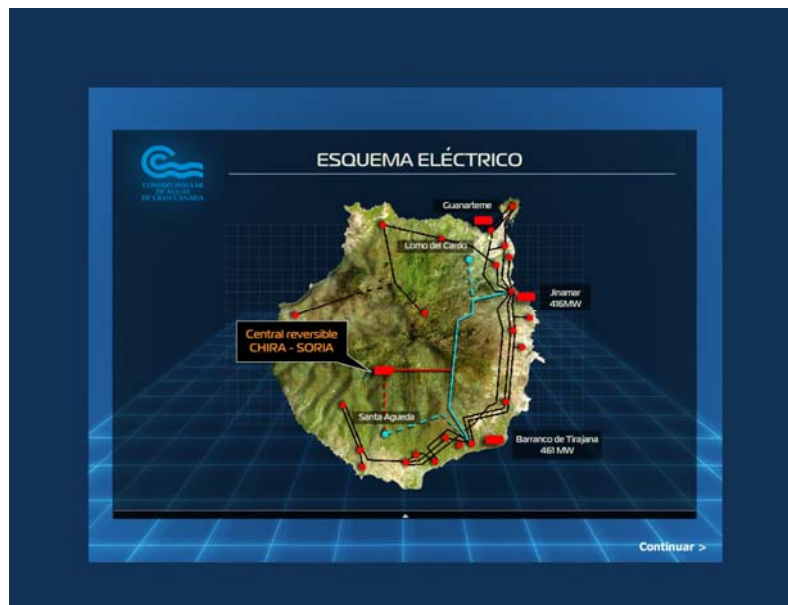 ESQUEMA ELÉCTRICO
CONSEJO INSULAR
DE AGUAS
DE GRAN CANARIA
Guanarteme
Lomo del Cardo
Jinamar
416MW
Central reversible
CHIRA - SORIA
Santa Agueda
Barranco de Tirajana
461 MW
Continuar >